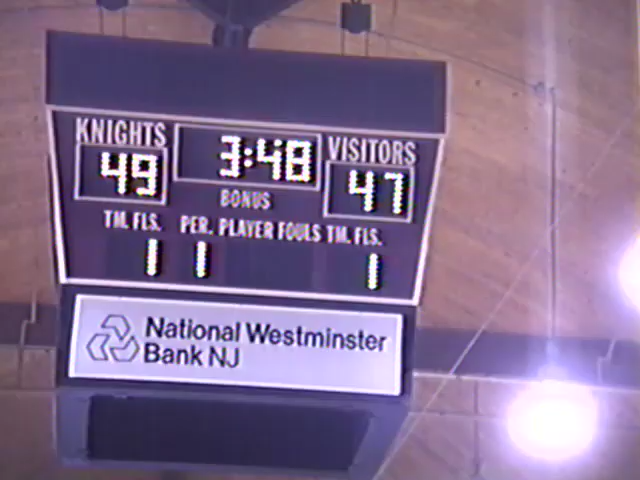 KNIGHTS 3:48 VISITORS
49 47
BONUS
TM. FLS. PER. PLAYER FOULS TM. FLS.
1 1 1
National Westminster
Bank NJ